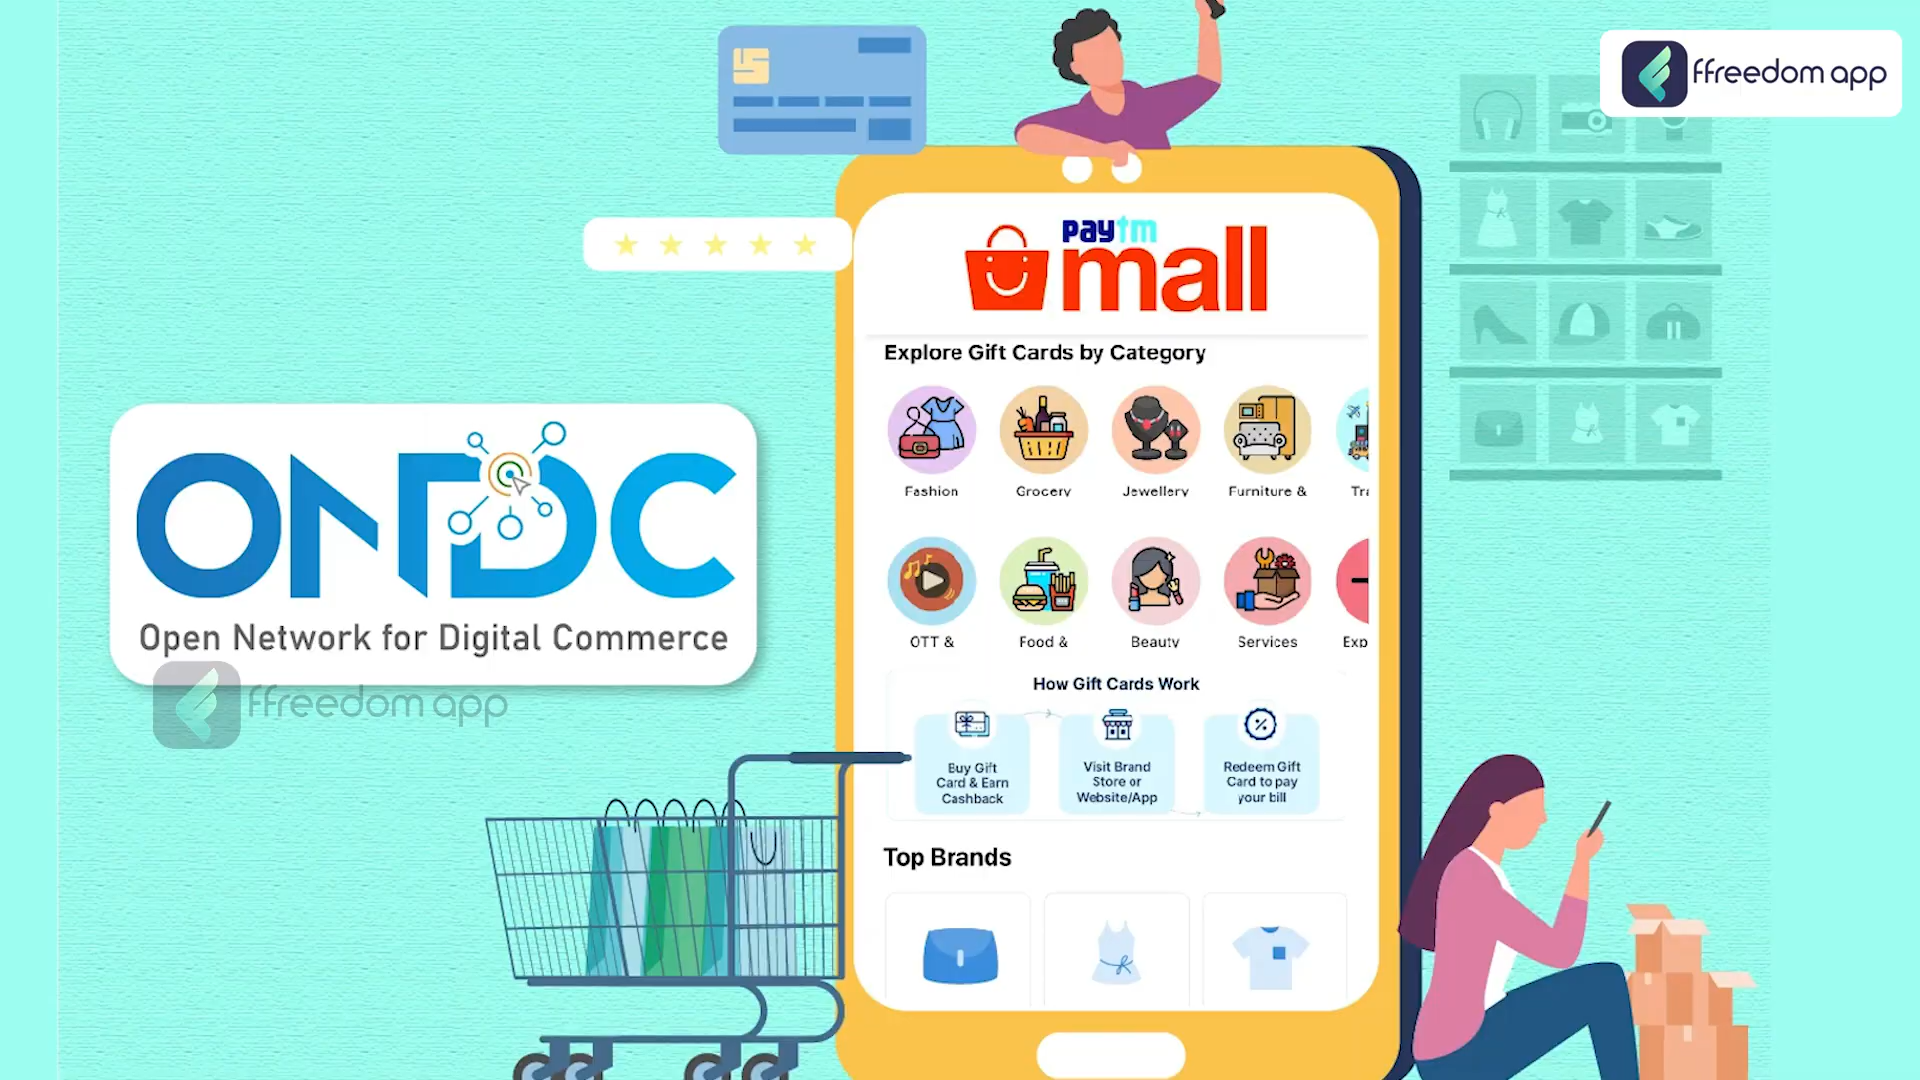 ffreedom app
paytm
mall
Explore Gift Cards by Category
Fashion
Grocery
Jewellery
Furniture &
Tra
OTT &
Food &
Beauty
Services
Exp
ONDC
Open Network for Digital Commerce
ffreedom app
How Gift Cards Work
Buy Gift
Card & Earn
Cashback
Visit Brand
Store or
Website/App
Redeem Gift
Card to pay
your bill
Top Brands